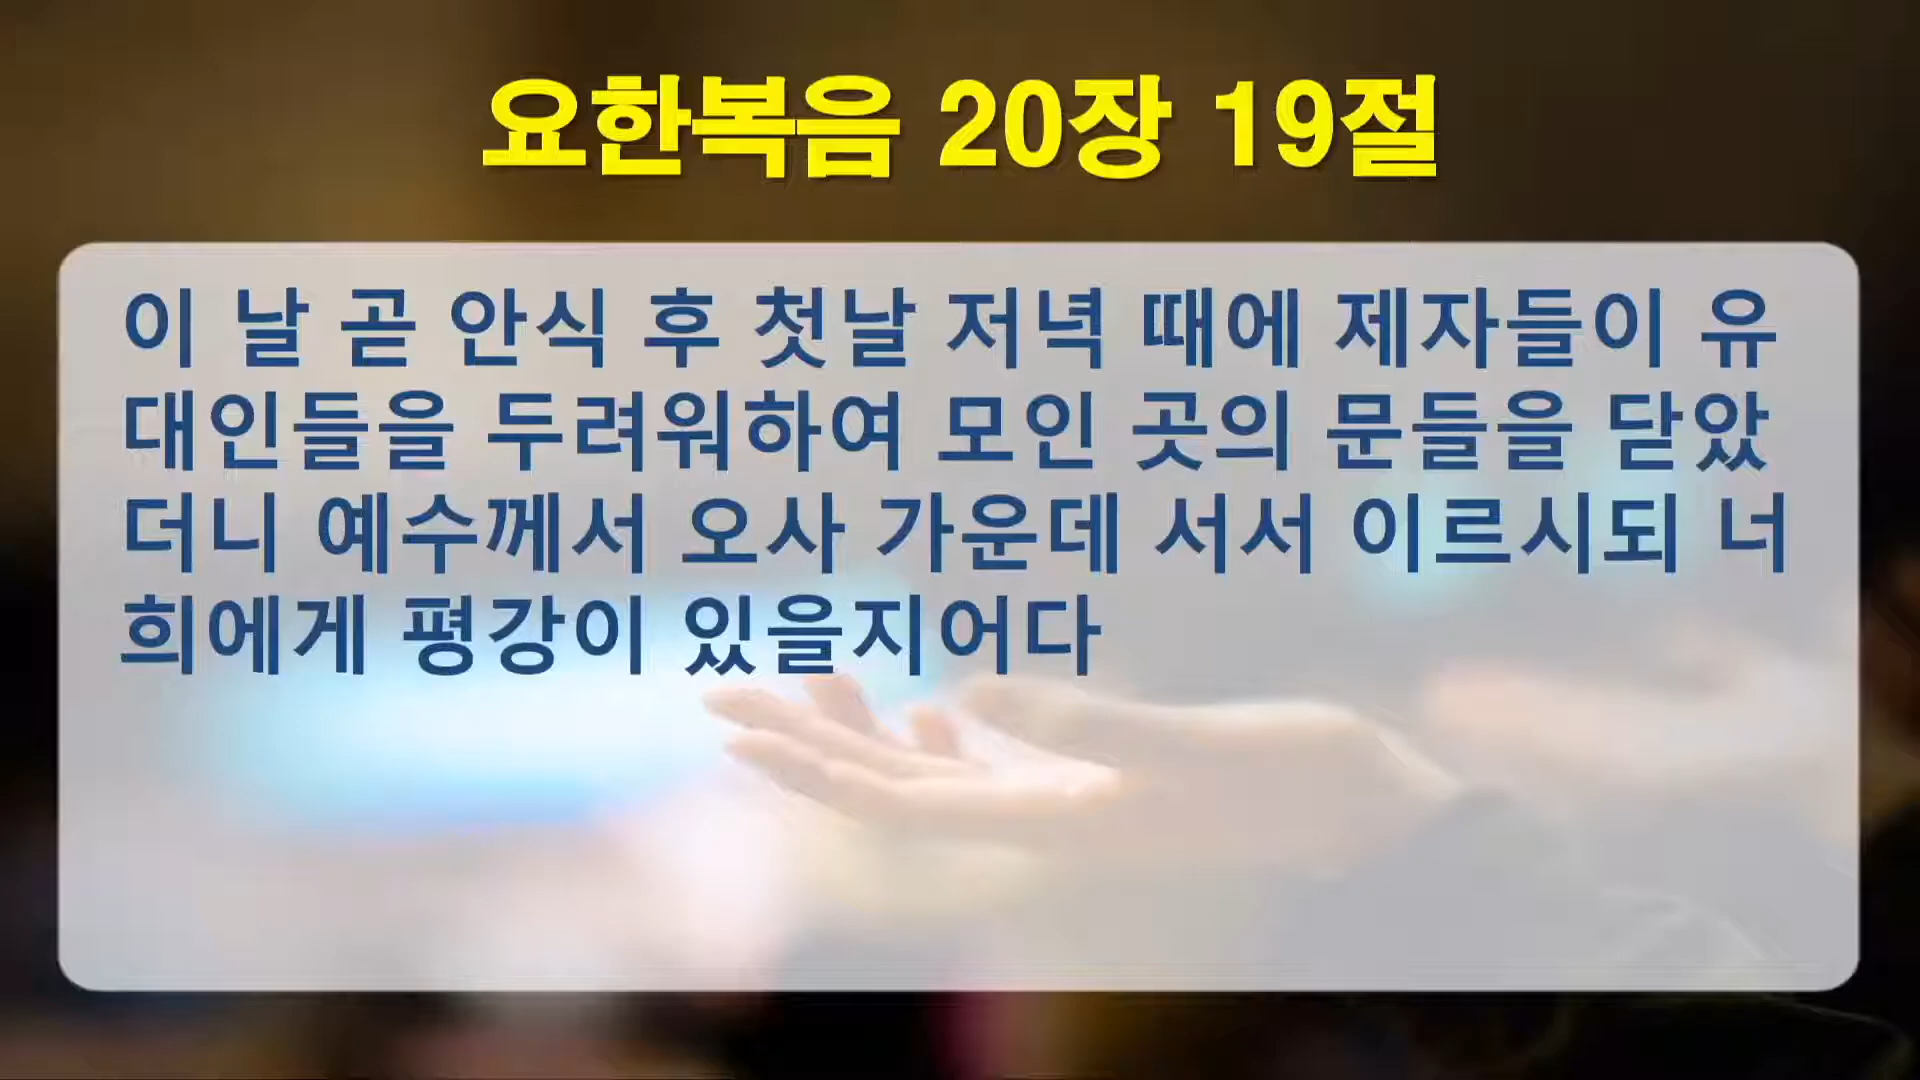 요한복음 20장 19절
이 날 곧 안식 후 첫날 저녁 때에 제자들이 유
대인들을 두려워하여 모인 곳의 문들을 닫았
더니 예수께서 오사 가운데 서서 이르시되 너
희에게 평강이 있을지어다